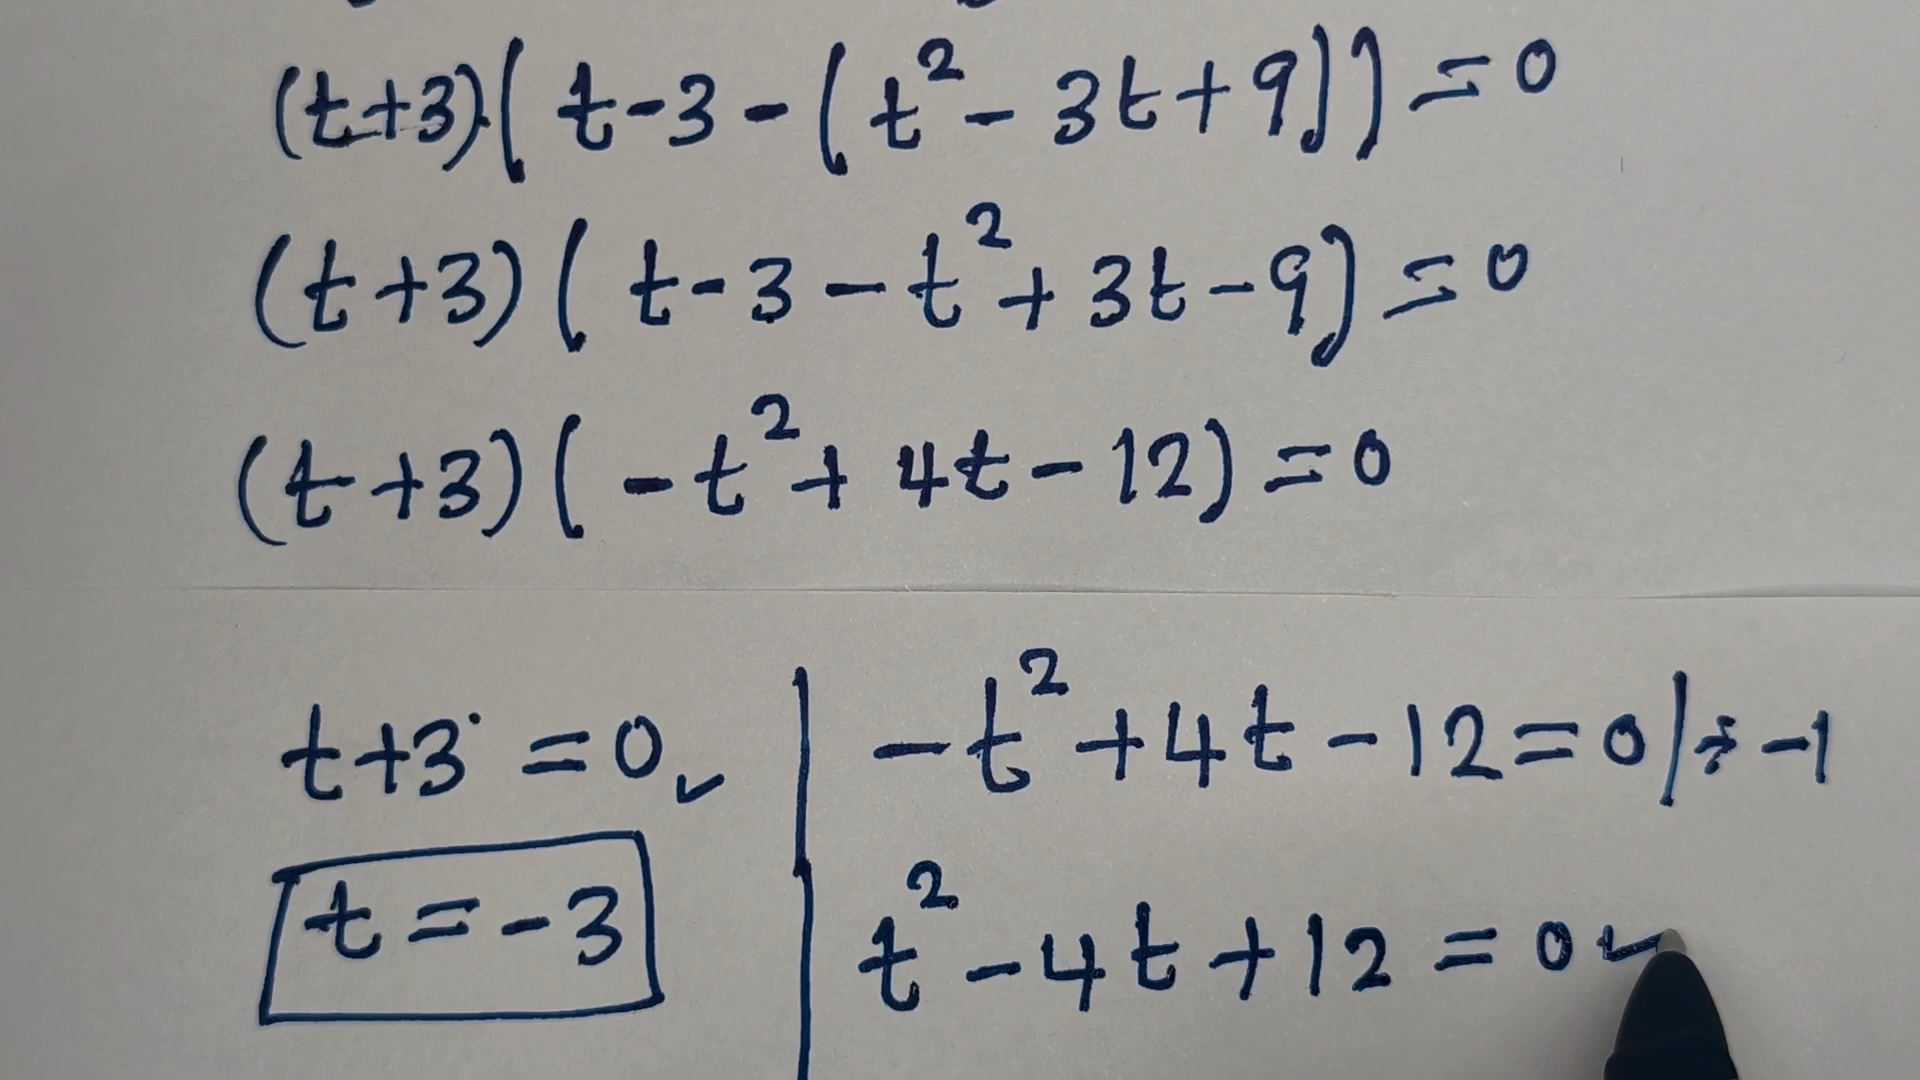 (t+3)(t-3-(t²-3t+9))=0
(t+3)(t-3-t²+3t-9)=0
(t+3)(-t²+4t-12)=0
t+3=0
-t²+4t-12=0/÷-1
t=-3
t²-4t+12=0